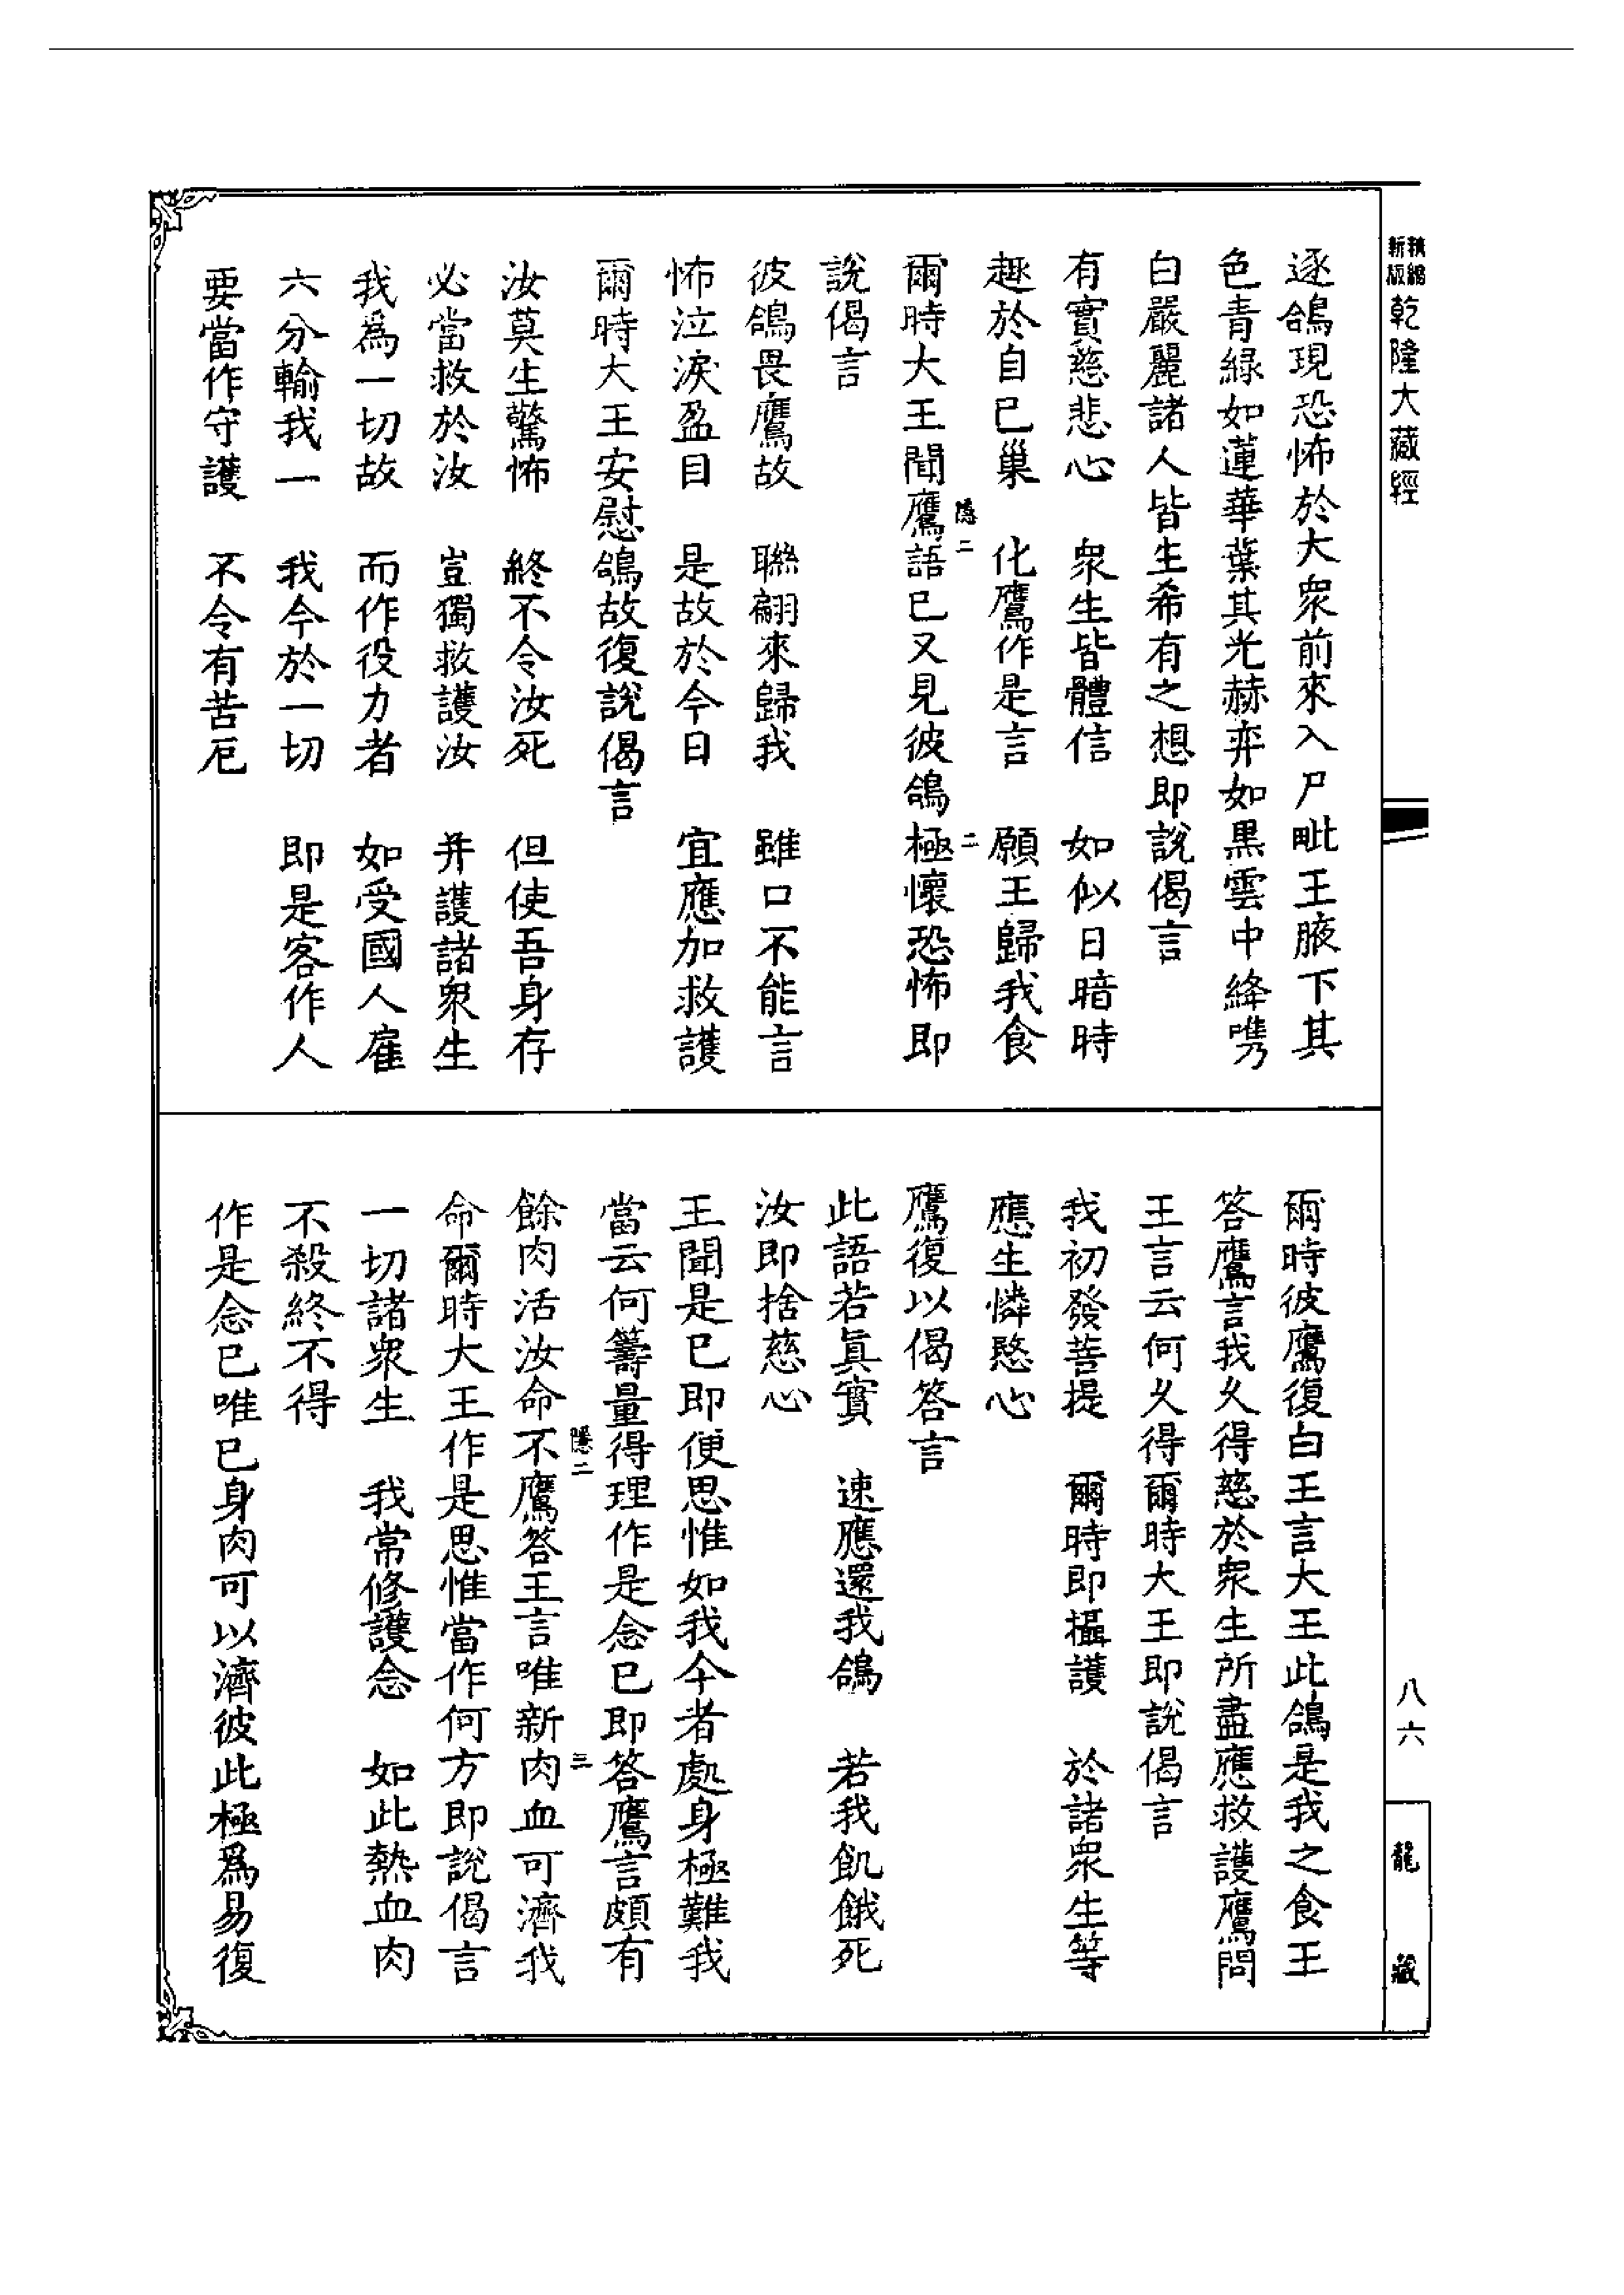 新編
新版
乾隆大藏經
逐鴿現恐怖於大衆前來入尸毗王腋下其
色青緑如蓮華葉其光赫弈如黒雲中絳㗙
白嚴麗諸人皆生希有之想即說偈言
有實慈悲心　衆生皆體信　如似日暗時
趣於自巳巢　化鷹作是言　願王歸我食
隱二
二
爾時大王聞鷹語已又見彼鴿極懷恐怖即
說偈言
彼鴿畏鷹故　聯翩來歸我　雖口不能言
怖泣淚盈目　是故於今日　宜應加救護
爾時大王安慰鴿故復說偈言
汝莫生驚怖　終不令汝死　但使吾身存
必當救於汝　豈獨救護汝　并護諸衆生
我爲一切故　而作役力者　如受國人雇
六分輸我一　我今於一切　即是客作人
要當作守護　不令有苦厄
爾時彼鷹復白王言大王此鴿是我之食王
答鷹言我乆得慈於衆生所盡應救護鷹問
王言云何乆得爾時大王即說偈言
我初發菩提　爾時即攝護　於諸衆生等
應生憐愍心
鷹復以偈答言
此語若眞實　速應還我鴿　若我飢餓死
汝即捨慈心
王聞是已即便思惟如我今者處身極難我
當云何籌量得理作是念已即答鷹言頗有
隱二
三
餘肉活汝命不鷹答王言唯新肉血可濟我
命爾時大王作是思惟當作何方即說偈言
一切諸衆生　我常修護念　如此熱血肉
不殺終不得
作是念已唯已身肉可以濟彼此極爲易復
八六
龍藏